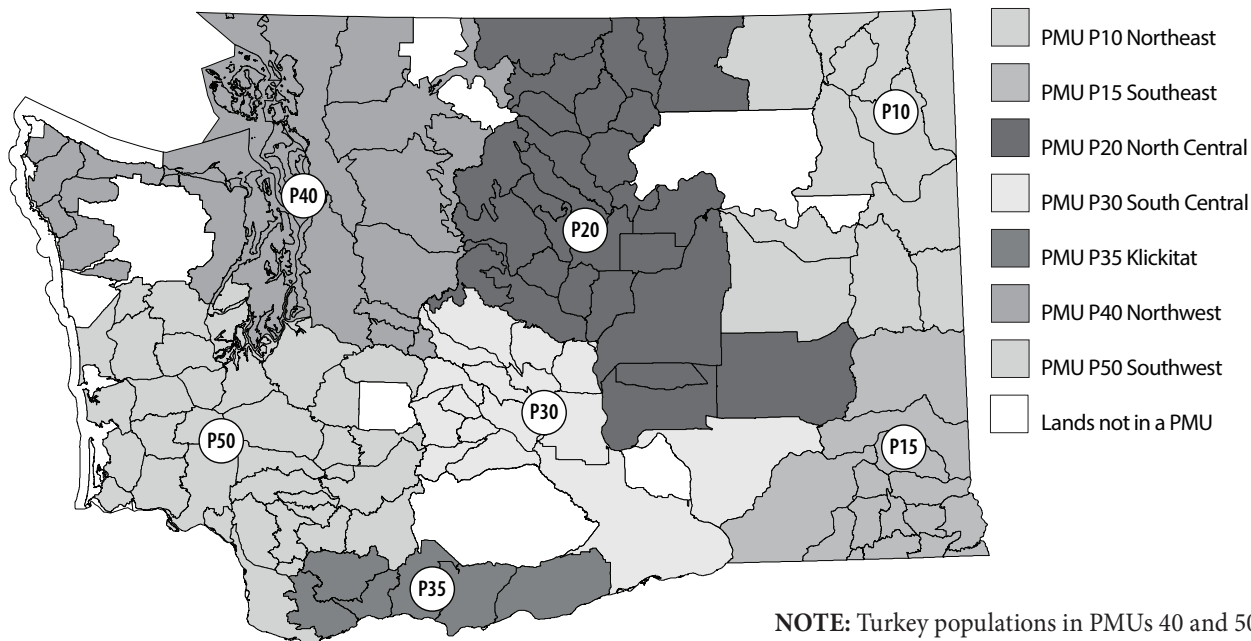 PMU P10 Northeast
PMU P15 Southeast
PMU P20 North Central
PMU P30 South Central
PMU P35 Klickitat
PMU P40 Northwest
PMU P50 Southwest
Lands not in a PMU
P10
P40
P20
P30
P50
P15
P35
NOTE: Turkey populations in PMUs 40 and 50